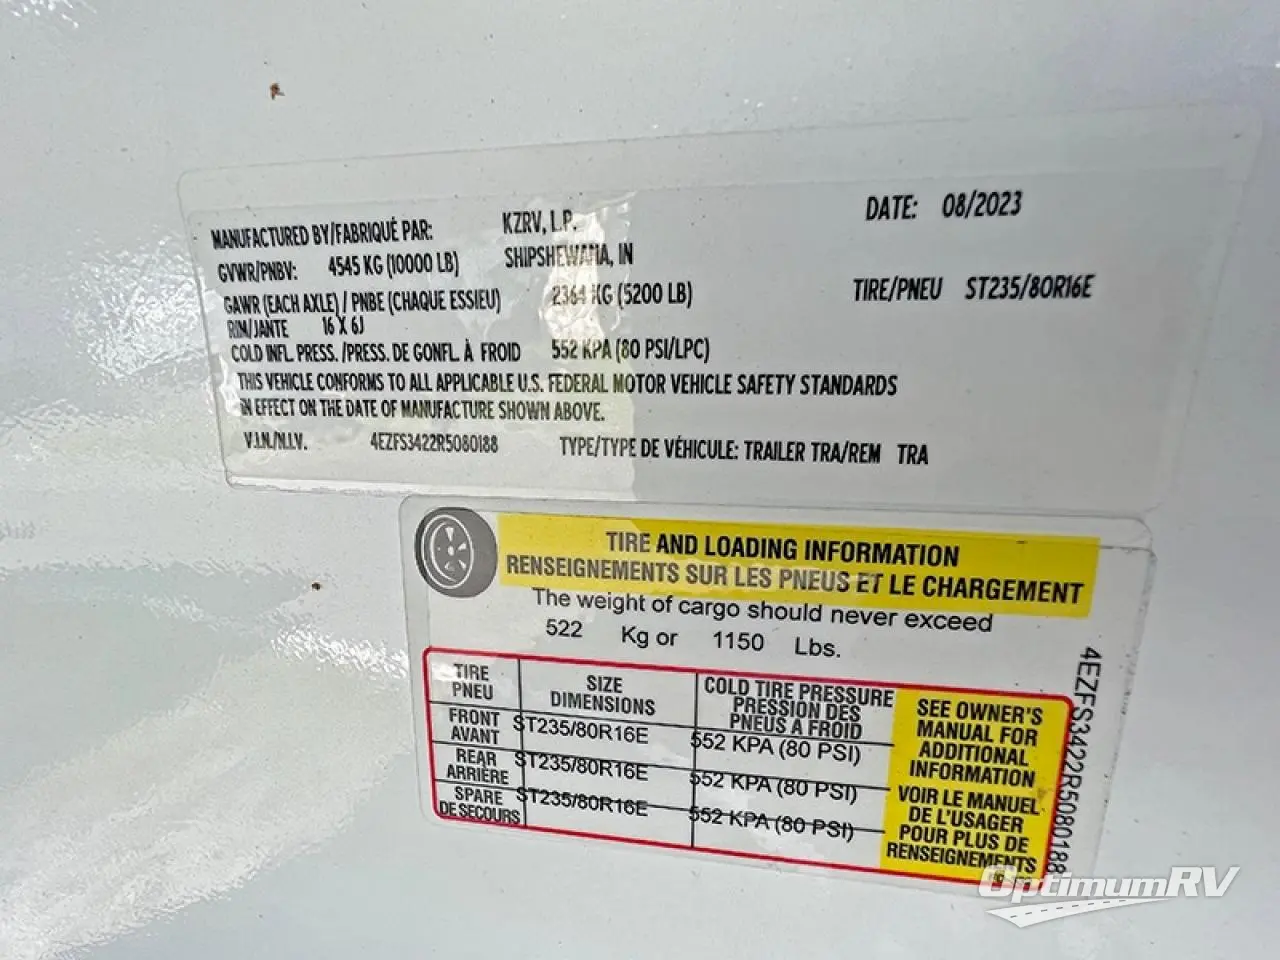 MANUFACTURED BY/FABRIQUÉ PAR: KZRV, L.P. DATE: 08/2023
SHIPSHEWANA, IN
GVWR/PNBV: 4545 KG (10000 LB)
GAWR (EACH AXLE) / PNBE (CHAQUE ESSIEU) 2364 KG (5200 LB) TIRE/PNEU ST235/80R16E
RIM/JANTE 16 X 6J
COLD INFL. PRESS. /PRESS. DE GONFL. À FROID 552 KPA (80 PSI/LPC)
THIS VEHICLE CONFORMS TO ALL APPLICABLE U.S. FEDERAL MOTOR VEHICLE SAFETY STANDARDS
IN EFFECT ON THE DATE OF MANUFACTURE SHOWN ABOVE.
V.I.N./N.I.V. 4EZFS3422R5080188 TYPE/TYPE DE VÉHICULE: TRAILER TRA/REM TRA
TIRE AND LOADING INFORMATION
RENSEIGNEMENTS SUR LES PNEUS ET LE CHARGEMENT
The weight of cargo should never exceed
522 Kg or 1150 Lbs.
TIRE
PNEU
SIZE
DIMENSIONS
COLD TIRE PRESSURE
PRESSION DES
PNEUS A FROID
FRONT
AVANT
ST235/80R16E
552 KPA (80 PSI)
REAR
ARRIÈRE
ST235/80R16E
552 KPA (80 PSI)
SPARE
DE SECOURS
ST235/80R16E
552 KPA (80 PSI)
SEE OWNER'S
MANUAL FOR
ADDITIONAL
INFORMATION
VOIR LE MANUEL
DE L'USAGER
POUR PLUS DE
RENSEIGNEMENTS
4EZFS3422R5080188
OptimumRV